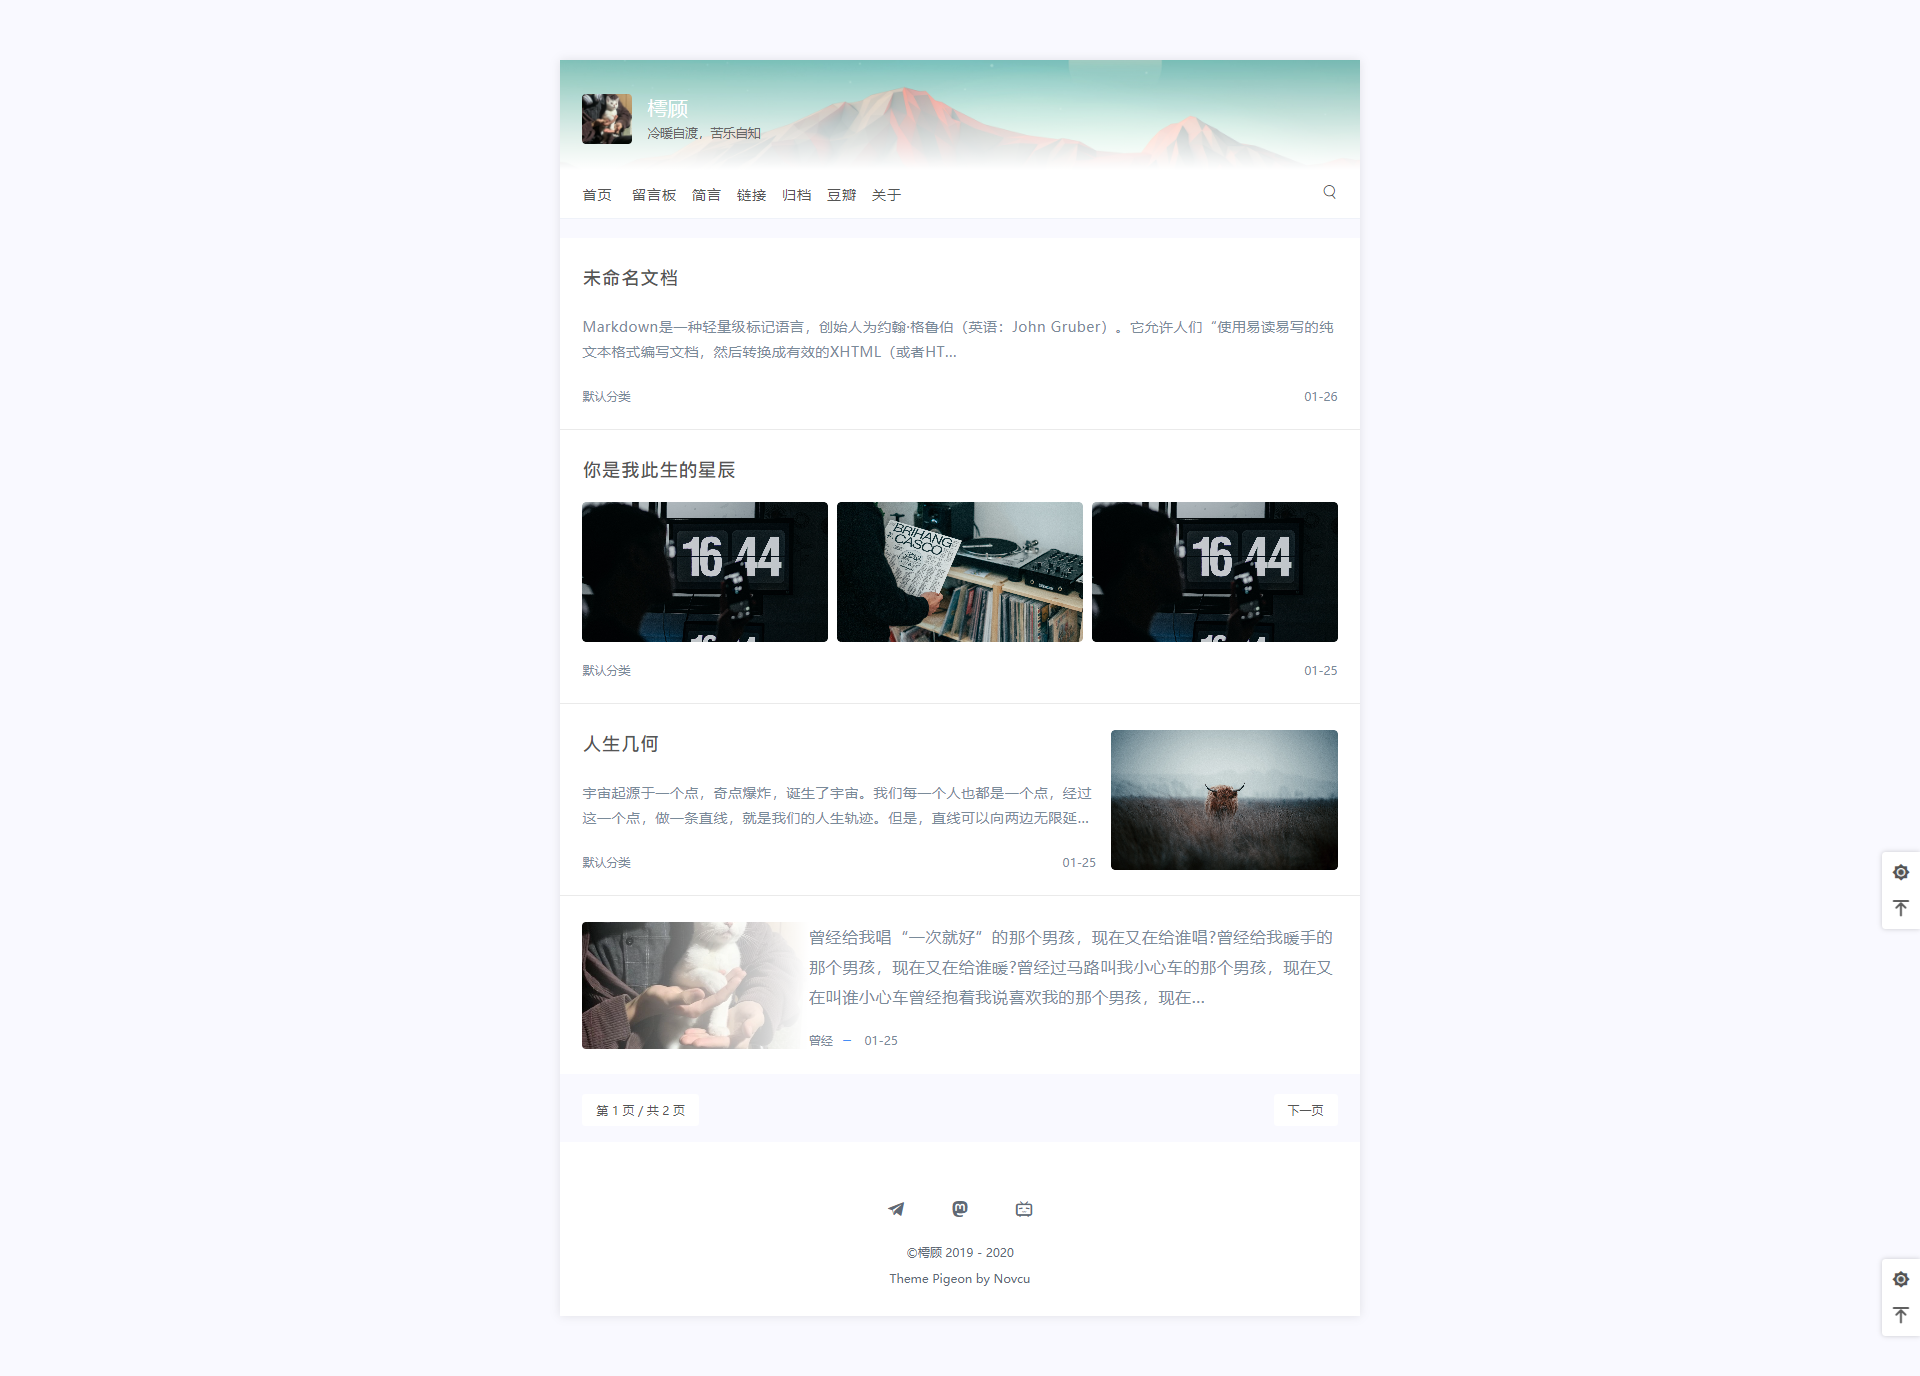 樗顾
冷暖自渡，苦乐自知
首页 留言板 简言 链接 归档 豆瓣 关于
未命名文档
Markdown是一种轻量级标记语言，创始人为约翰·格鲁伯（英语：John Gruber）。它允许人们“使用易读易写的纯
文本格式编写文档，然后转换成有效的XHTML（或者HT...
默认分类 01-26
你是我此生的星辰
16 44
16 44
BRIHANG
CASCO
16 44
16 44
默认分类 01-25
人生几何
宇宙起源于一个点，奇点爆炸，诞生了宇宙。我们每一个人也都是一个点，经过
这一个点，做一条直线，就是我们的人生轨迹。但是，直线可以向两边无限延...
默认分类 01-25
曾经给我唱“一次就好”的那个男孩，现在又在给谁唱?曾经给我暖手的
那个男孩，现在又在给谁暖?曾经过马路叫我小心车的那个男孩，现在又
在叫谁小心车曾经抱着我说喜欢我的那个男孩，现在...
曾经 — 01-25
第 1 页 / 共 2 页 下一页
©樗顾 2019 - 2020
Theme Pigeon by Novcu